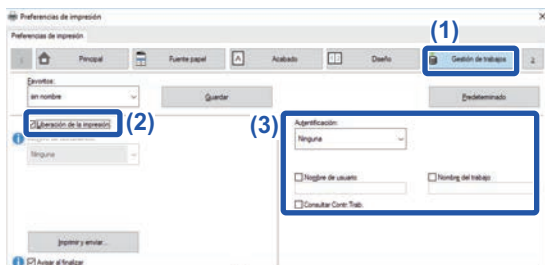 Preferencias de impresión
Preferencias de impresión
(1)
Principal
Fuente papel
Acabado
Diseño
Gestión de trabajos
Favoritos:
sin nombre
Guardar
Predeterminado
Liberación de la impresión
(2)
(3)
Autentificación:
Ninguna
Ninguna
Nombre de usuario
Nombre del trabajo
Consultar Contr. Trab.
Imprimir y enviar...
Avisar al finalizar